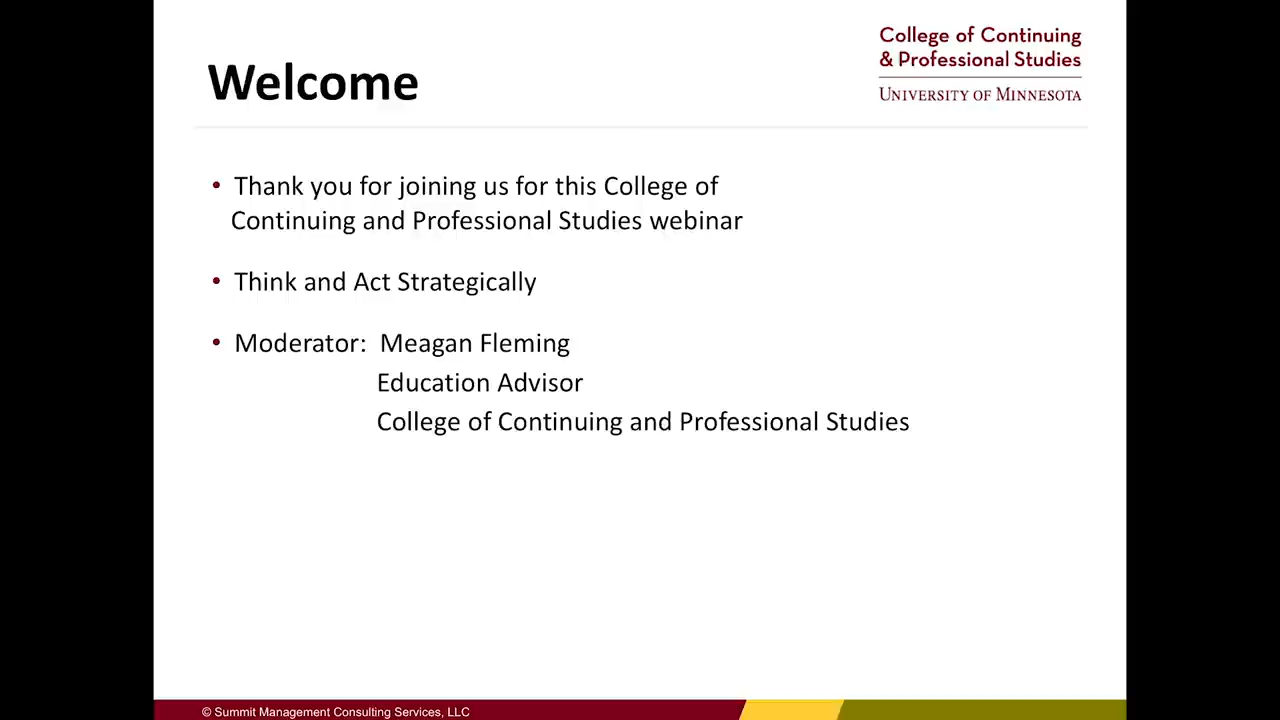 Welcome
College of Continuing
& Professional Studies
UNIVERSITY OF MINNESOTA
• Thank you for joining us for this College of
Continuing and Professional Studies webinar
• Think and Act Strategically
• Moderator: Meagan Fleming
Education Advisor
College of Continuing and Professional Studies
© Summit Management Consulting Services, LLC